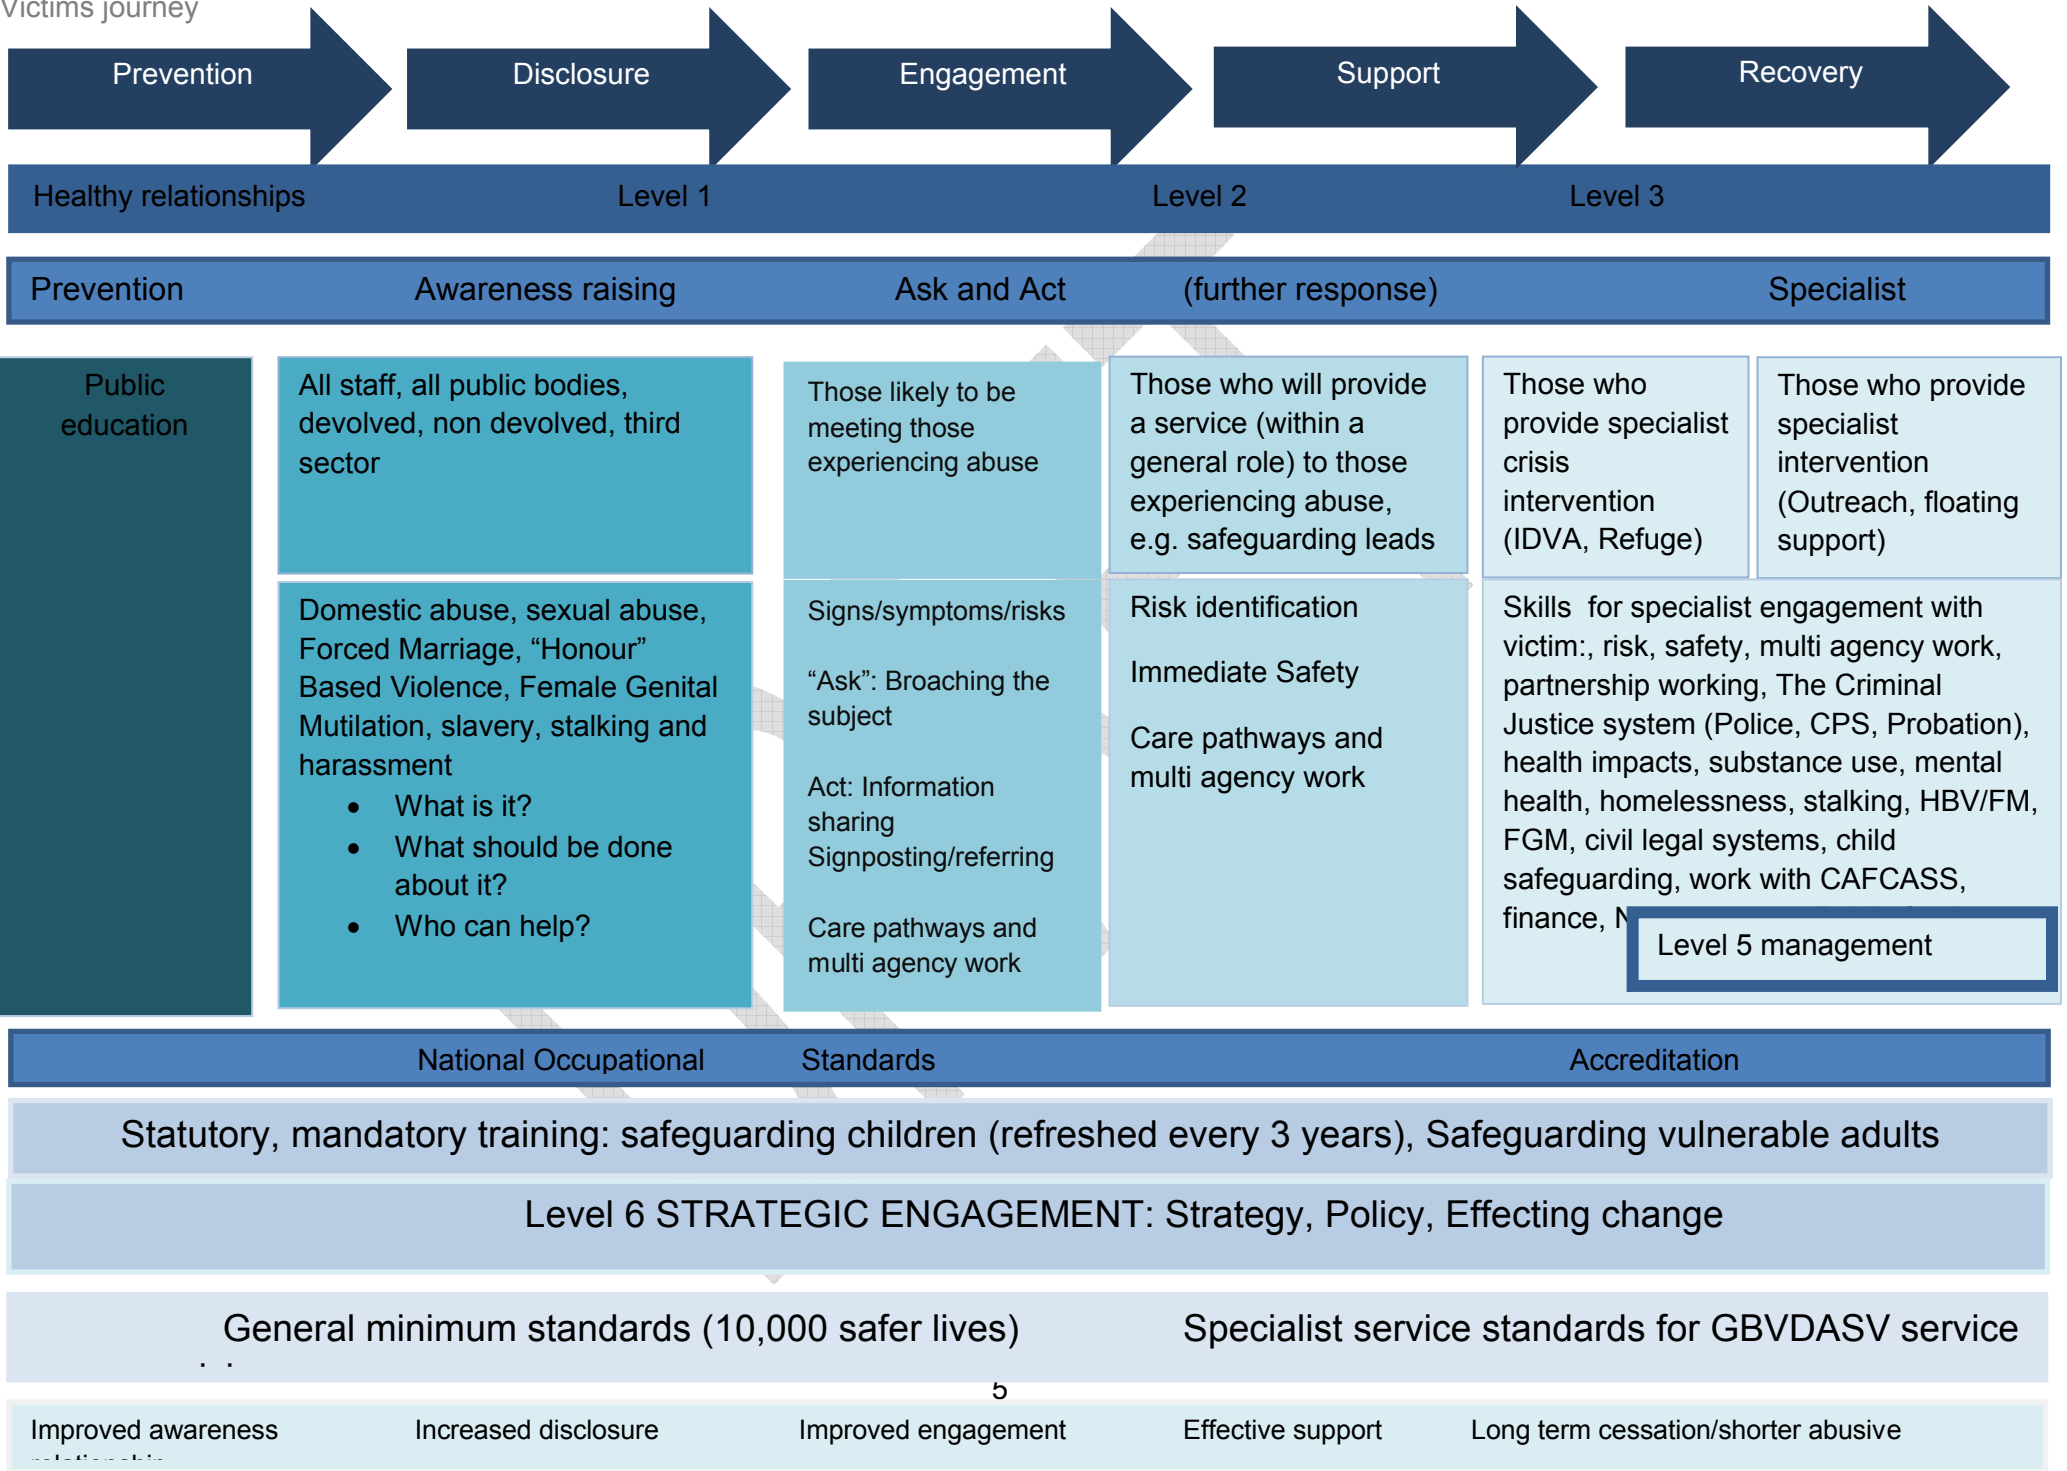 Victims journey
Prevention
Disclosure
Engagement
Support
Recovery
Healthy relationships Level 1 Level 2 Level 3
Prevention Awareness raising Ask and Act (further response) Specialist
Public
education
All staff, all public bodies,
devolved, non devolved, third
sector
Those likely to be
meeting those
experiencing abuse
Those who will provide
a service (within a
general role) to those
experiencing abuse,
e.g. safeguarding leads
Those who
provide specialist
crisis
intervention
(IDVA, Refuge)
Those who provide
specialist
intervention
(Outreach, floating
support)
Domestic abuse, sexual abuse,
Forced Marriage, “Honour”
Based Violence, Female Genital
Mutilation, slavery, stalking and
harassment
• What is it?
• What should be done
about it?
• Who can help?
Signs/symptoms/risks
“Ask”: Broaching the
subject
Act: Information
sharing
Signposting/referring
Care pathways and
multi agency work
Risk identification
Immediate Safety
Care pathways and
multi agency work
Skills for specialist engagement with
victim:, risk, safety, multi agency work,
partnership working, The Criminal
Justice system (Police, CPS, Probation),
health impacts, substance use, mental
health, homelessness, stalking, HBV/FM,
FGM, civil legal systems, child
safeguarding, work with CAFCASS,
finance,
Level 5 management
National Occupational Standards Accreditation
Statutory, mandatory training: safeguarding children (refreshed every 3 years), Safeguarding vulnerable adults
Level 6 STRATEGIC ENGAGEMENT: Strategy, Policy, Effecting change
General minimum standards (10,000 safer lives) Specialist service standards for GBVDASV service
5
Improved awareness Increased disclosure Improved engagement Effective support Long term cessation/shorter abusive